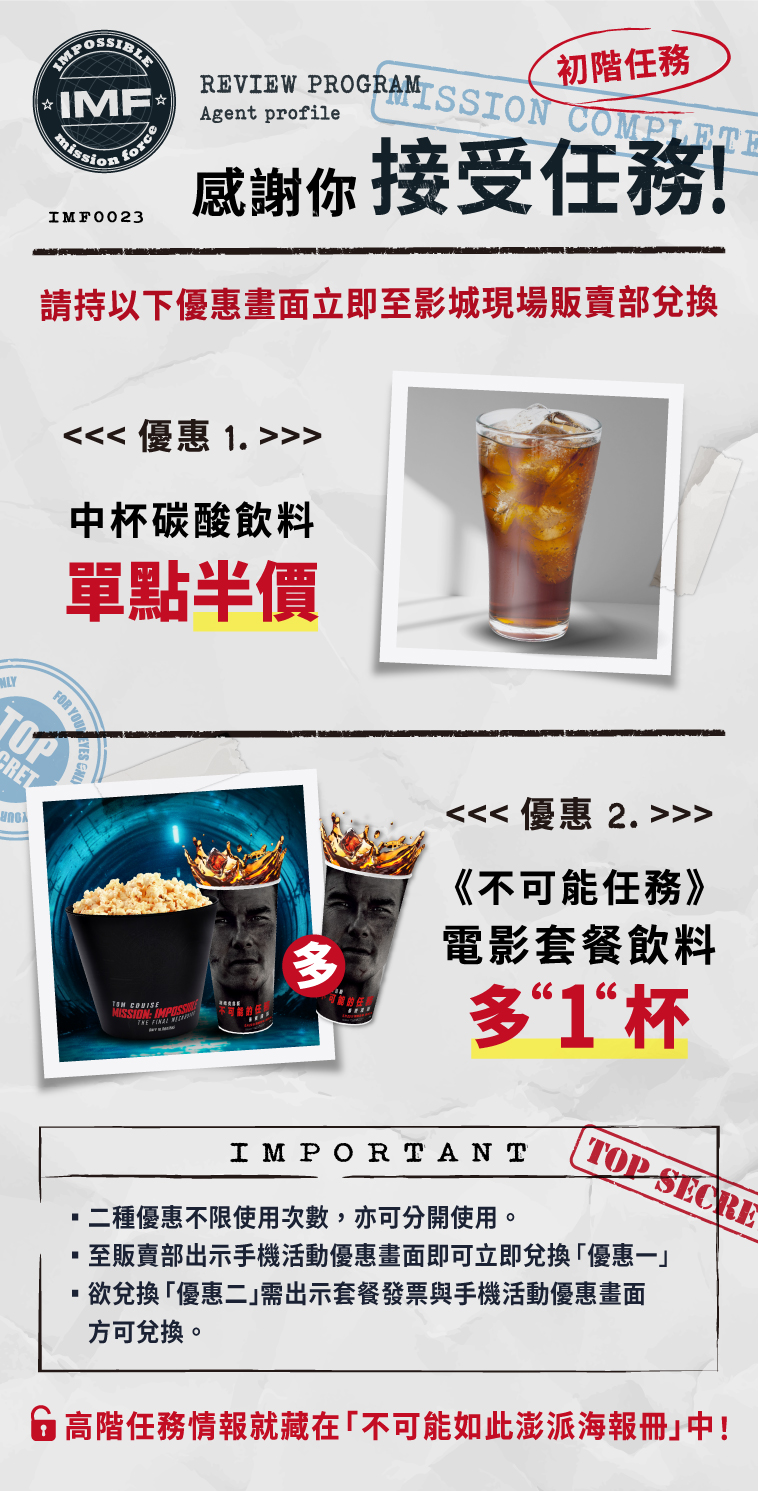 IMPOSSIBLE
IMF
mission force
IMF0023
REVIEW PROGRAM
Agent profile
初階任務
MISSION COMPLETE
感謝你 接受任務!
請持以下優惠畫面立即至影城現場販賣部兌換
<<< 優惠 1. >>>
中杯碳酸飲料
單點半價
FOR YOUR EYES ONLY
TOP
CRET
<<< 優惠 2. >>>
《不可能任務》
電影套餐飲料
多“1“杯
多
TOM CRUISE
MISSION: IMPOSSIBLE
THE FINAL RECKONING
IMPORTANT
TOP SECRE
▪ 二種優惠不限使用次數，亦可分開使用。
▪ 至販賣部出示手機活動優惠畫面即可立即兌換「優惠一」
▪ 欲兌換「優惠二」需出示套餐發票與手機活動優惠畫面
方可兌換。
高階任務情報就藏在「不可能如此澎派海報冊」中!